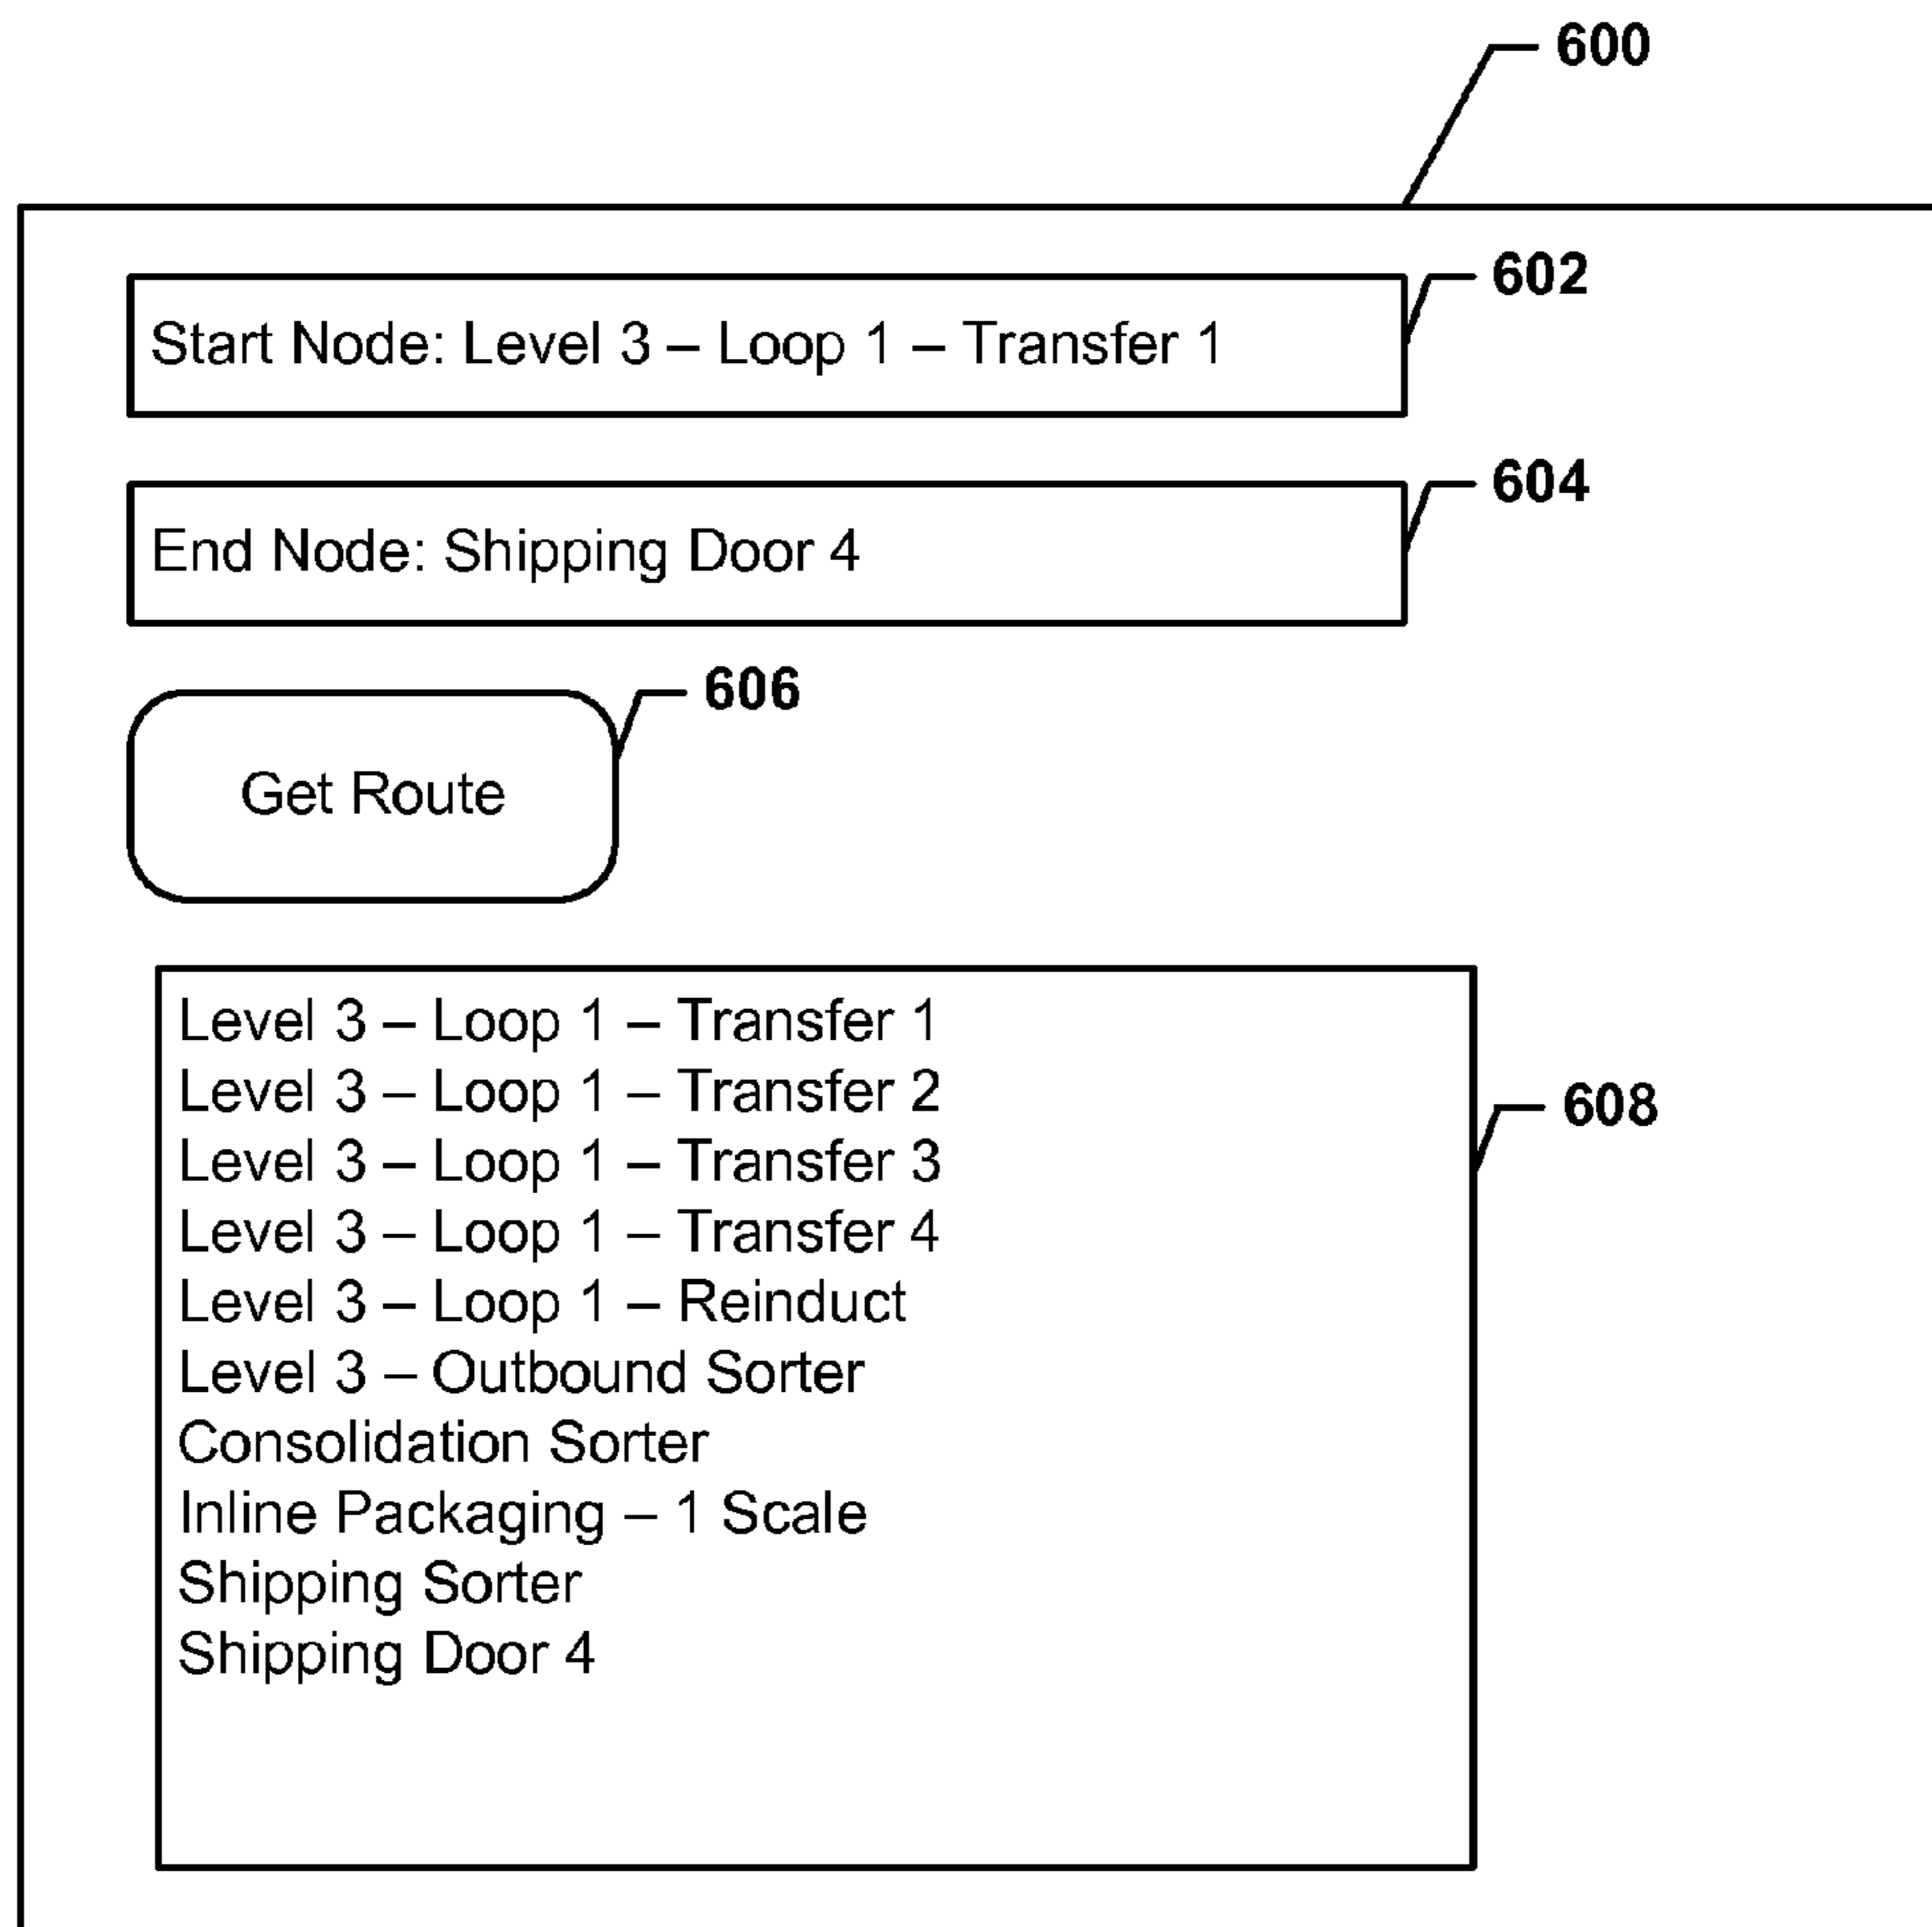 600
602
Start Node: Level 3 – Loop 1 – Transfer 1
604
End Node: Shipping Door 4
606
Get Route
Level 3 – Loop 1 – Transfer 1
Level 3 – Loop 1 – Transfer 2
608
Level 3 – Loop 1 – Transfer 3
Level 3 – Loop 1 – Transfer 4
Level 3 – Loop 1 – Reinduct
Level 3 – Outbound Sorter
Consolidation Sorter
Inline Packaging – 1 Scale
Shipping Sorter
Shipping Door 4